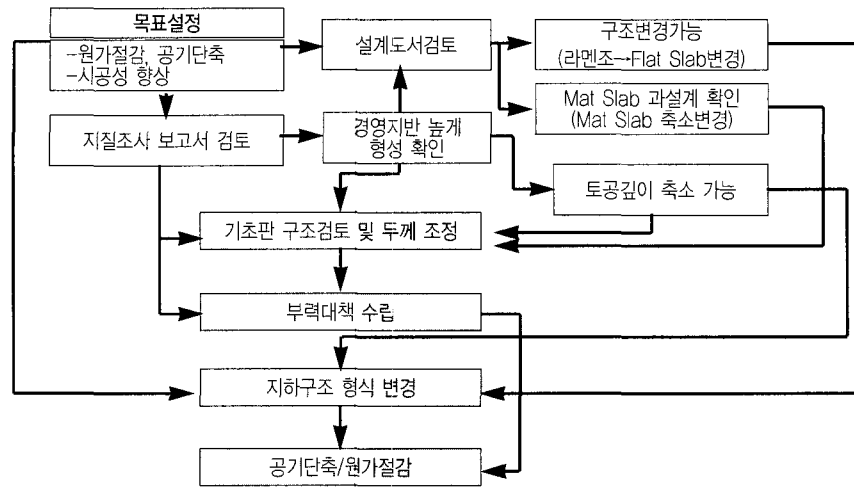 목표설정
-원가절감, 공기단축
-시공성 향상
설계도서검토
구조변경가능
(라멘조→Flat Slab변경)
Mat Slab 과설계 확인
(Mat Slab 축소변경)
지질조사 보고서 검토
경영지반 높게
형성 확인
토공깊이 축소 가능
기초판 구조검토 및 두께 조정
부력대책 수립
지하구조 형식 변경
공기단축/원가절감